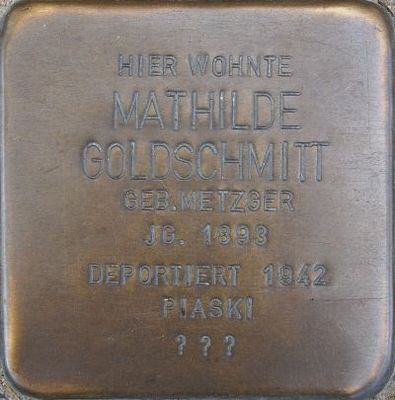 HIER WOHNTE
MATHILDE
GOLDSCHMITT
GEB.METZGER
JG. 1893
DEPORTIERT 1942
PIASKI
???